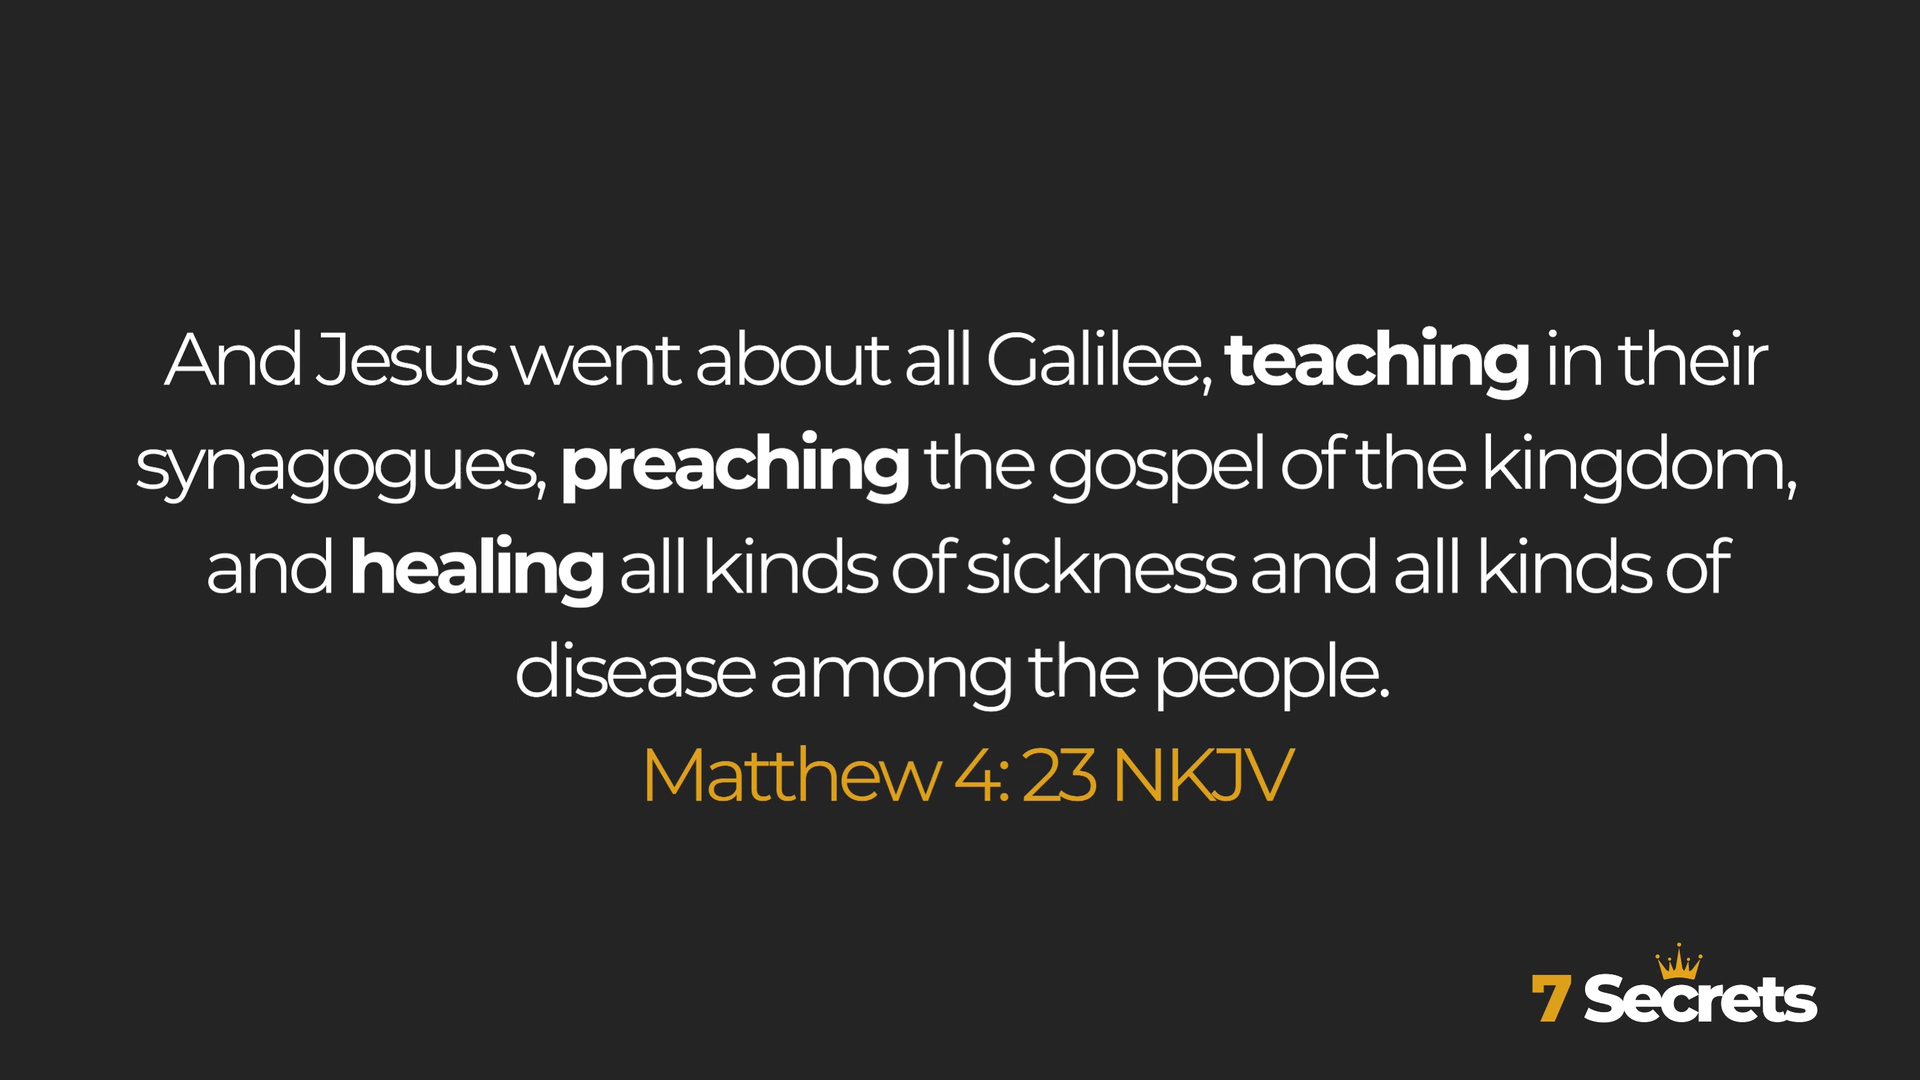 And Jesus went about all Galilee, teaching in their
synagogues, preaching the gospel of the kingdom,
and healing all kinds of sickness and all kinds of
disease among the people.
Matthew 4: 23 NKJV
7 Secrets